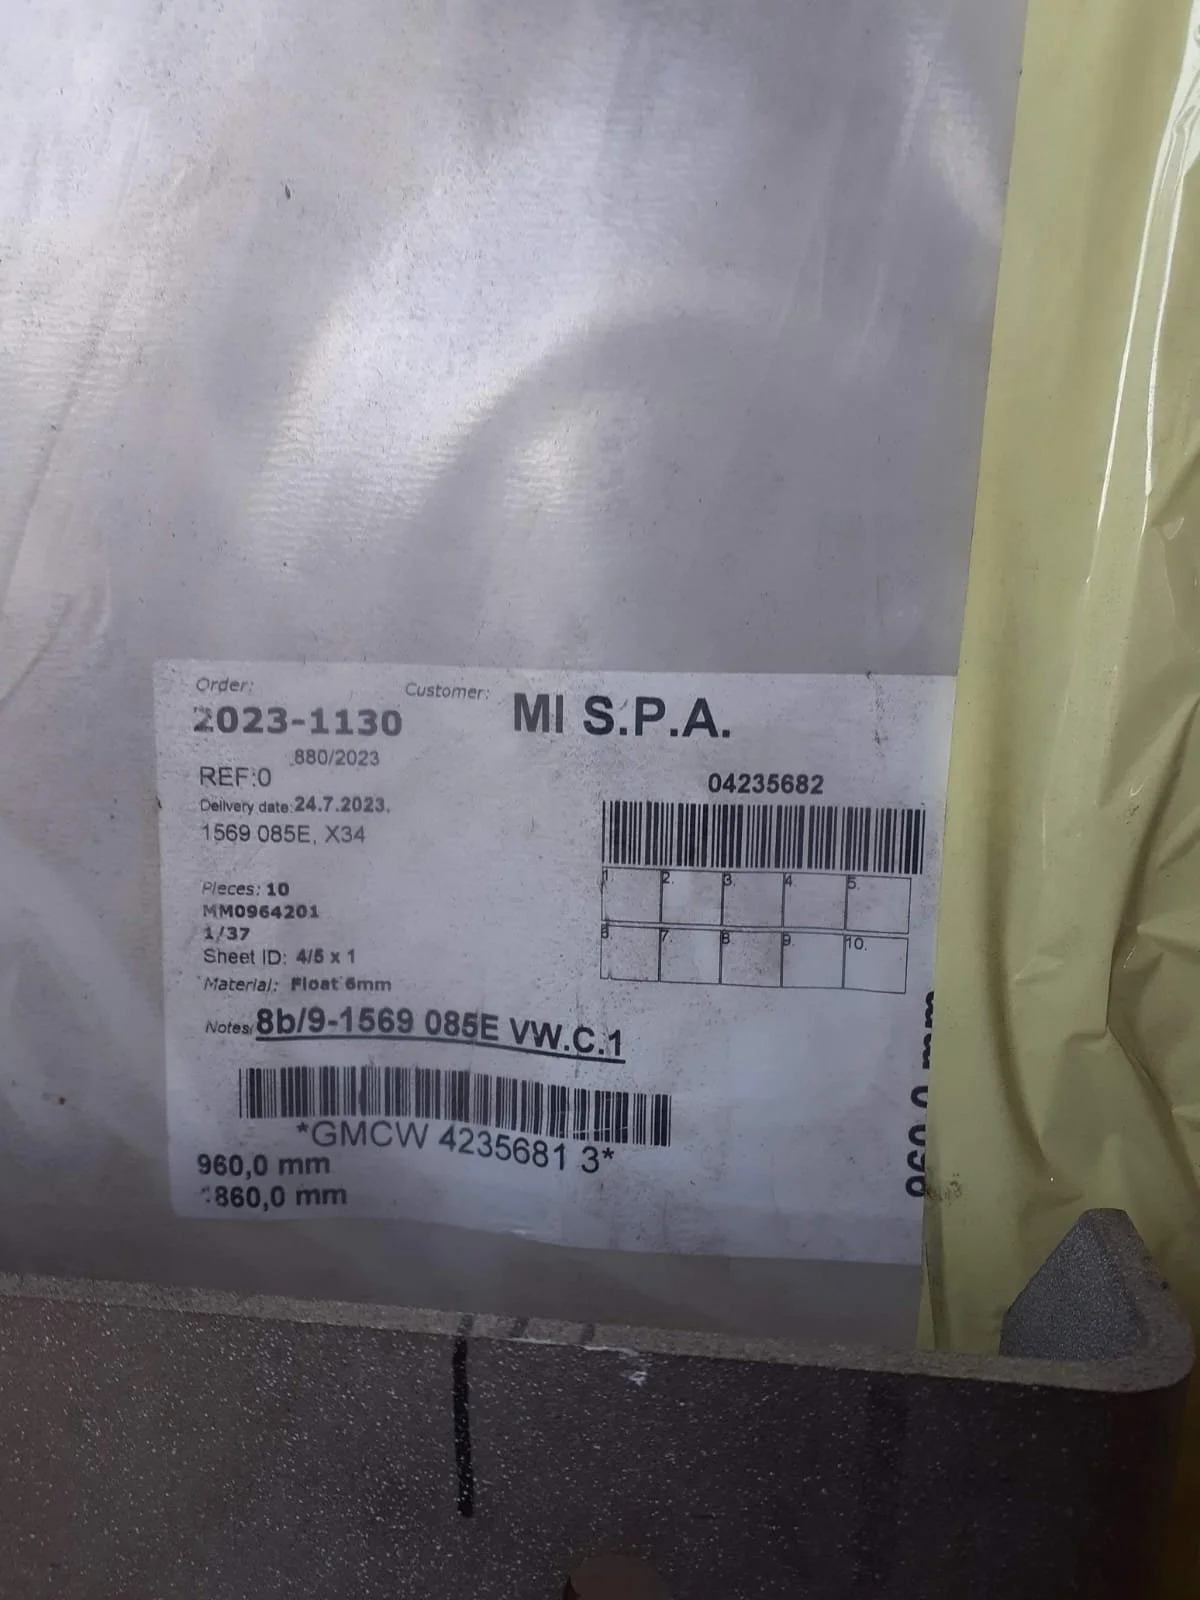 Order:
Customer:
2023-1130
MI S.P.A.
880/2023
REF:0
04235682
Delivery date:24.7.2023.
1569 085E, X34
1. 2. 3. 4. 5.
Pieces: 10
MM0964201
1/37
6. 7. 8. 9. 10.
Sheet ID: 4/5 x 1
Material: Float 6mm
Notes: 8b/9-1569 085E VW.C.1
*GMCW 4235681 3*
960,0 mm
960,0 mm